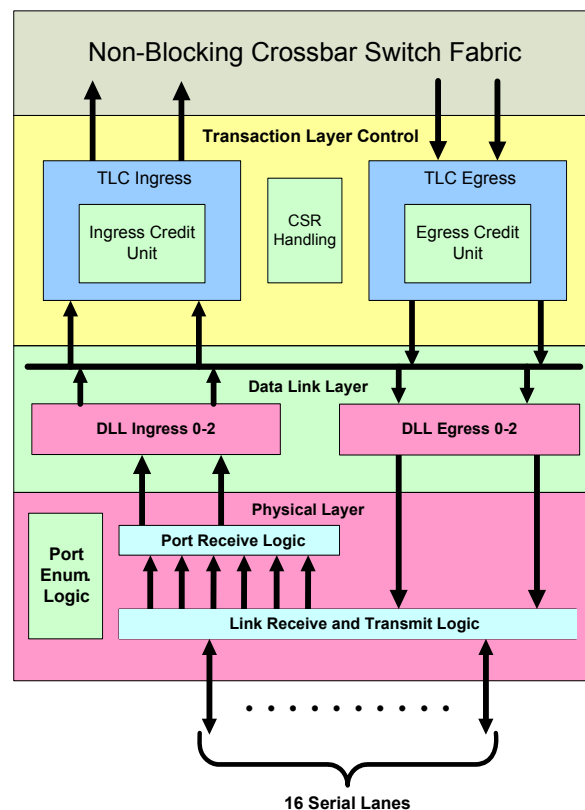 Non-Blocking Crossbar Switch Fabric
Transaction Layer Control
TLC Ingress
Ingress Credit
Unit
CSR
Handling
TLC Egress
Egress Credit
Unit
Data Link Layer
DLL Ingress 0-2
DLL Egress 0-2
Physical Layer
Port
Enum.
Logic
Port Receive Logic
Link Receive and Transmit Logic
16 Serial Lanes